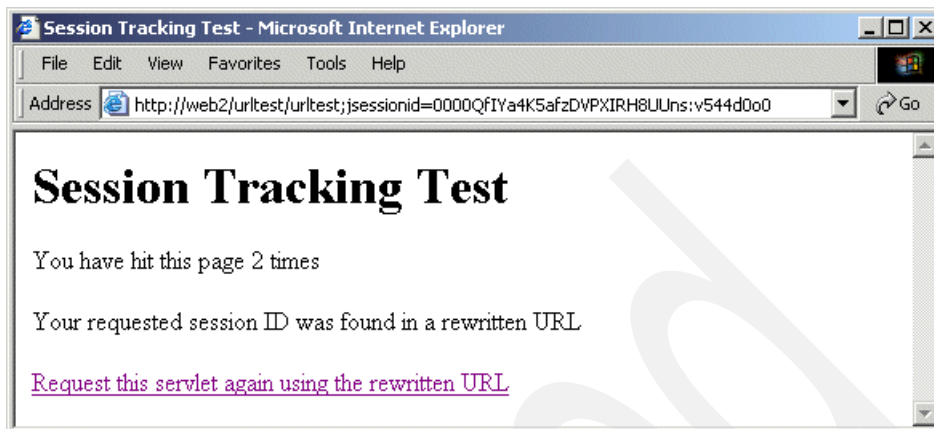 Session Tracking Test - Microsoft Internet Explorer
File Edit View Favorites Tools Help
Address http://web2/urltest/urltest;jsessionid=0000QfIYa4K5afzDVPXIRH8UUns:v544d0o0 Go
Session Tracking Test
You have hit this page 2 times
Your requested session ID was found in a rewritten URL
Request this servlet again using the rewritten URL